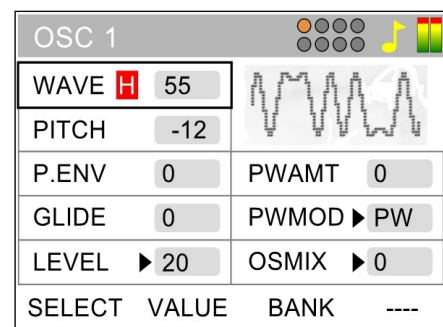 OSC 1
WAVE H 55
PITCH -12
P.ENV 0 PWAMT 0
GLIDE 0 PWMOD PW
LEVEL 20 OSMIX 0
SELECT VALUE BANK ----